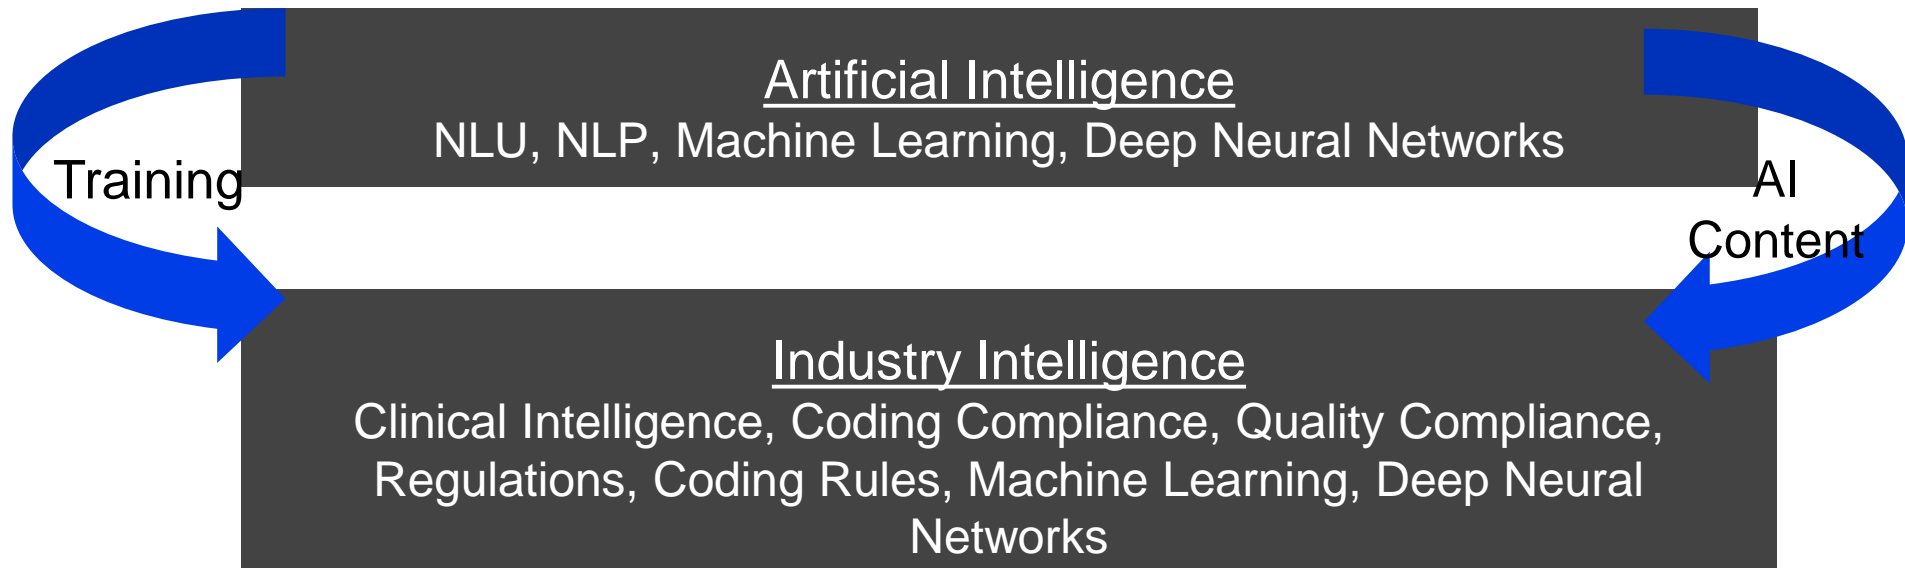 Artificial Intelligence
NLU, NLP, Machine Learning, Deep Neural Networks
Training
AI
Content
Industry Intelligence
Clinical Intelligence, Coding Compliance, Quality Compliance,
Regulations, Coding Rules, Machine Learning, Deep Neural
Networks